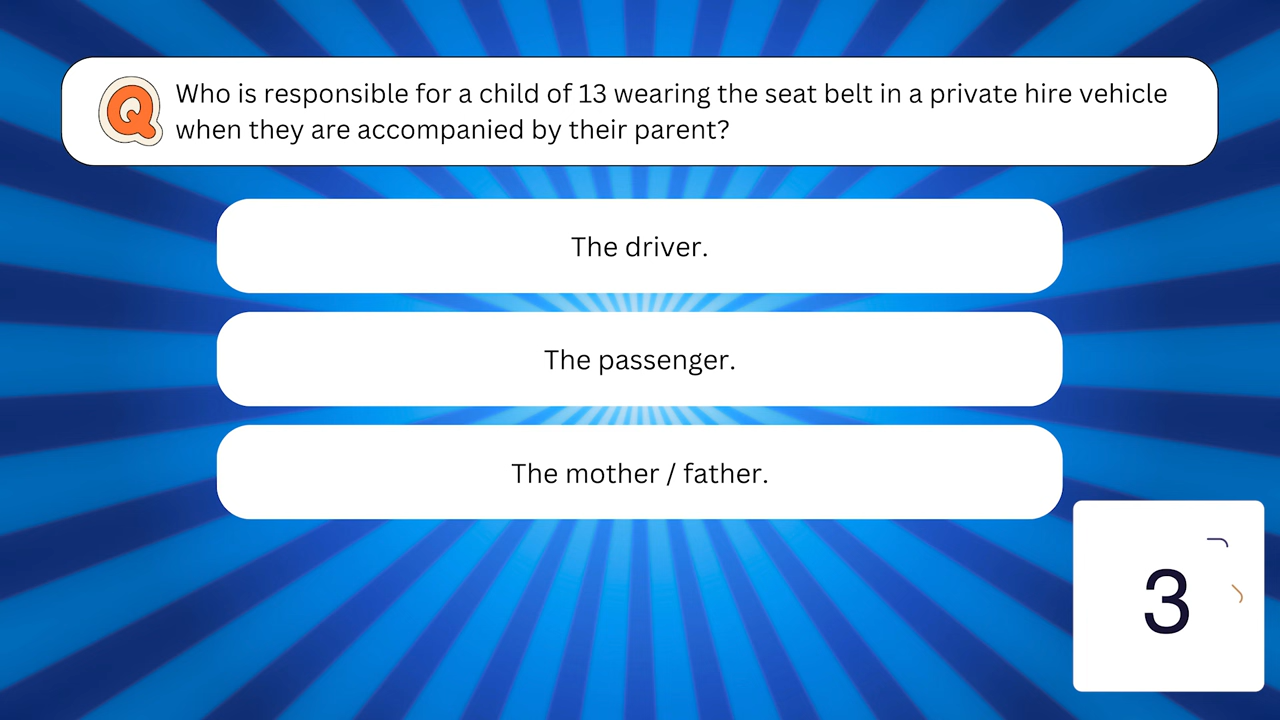 Q
Who is responsible for a child of 13 wearing the seat belt in a private hire vehicle
when they are accompanied by their parent?
The driver.
The passenger.
The mother / father.
3